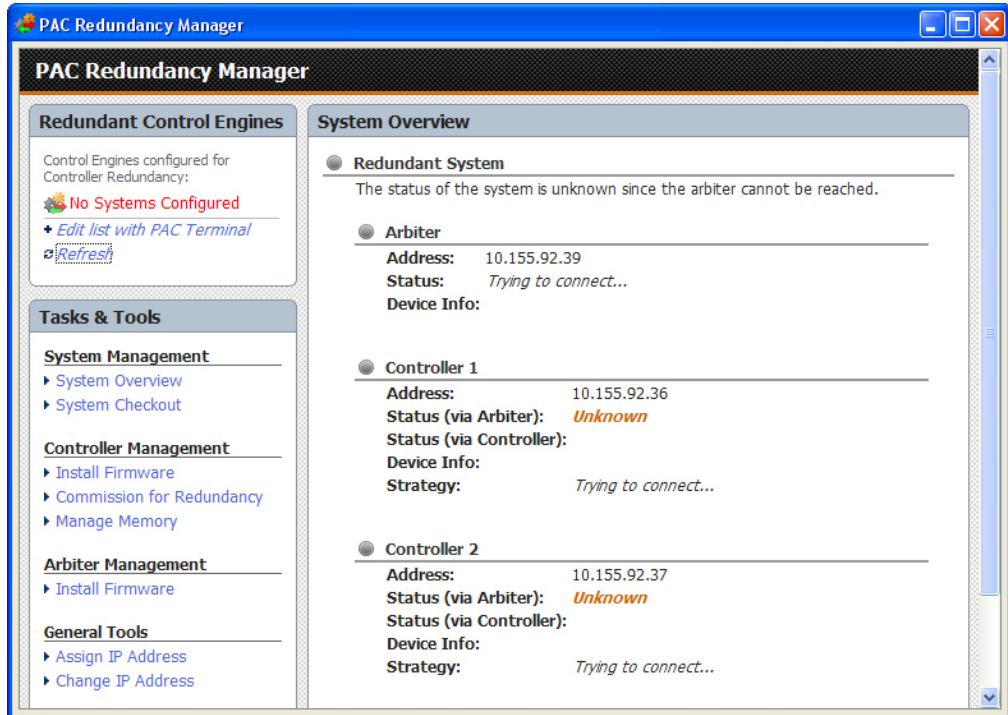 PAC Redundancy Manager
PAC Redundancy Manager
Redundant Control Engines
Control Engines configured for
Controller Redundancy:
No Systems Configured
Edit list with PAC Terminal
Refresh
Tasks & Tools
System Management
System Overview
System Checkout
Controller Management
Install Firmware
Commission for Redundancy
Manage Memory
Arbiter Management
Install Firmware
General Tools
Assign IP Address
Change IP Address
System Overview
Redundant System
The status of the system is unknown since the arbiter cannot be reached.
Arbiter
Address: 10.155.92.39
Status: Trying to connect...
Device Info:
Controller 1
Address: 10.155.92.36
Status (via Arbiter): Unknown
Status (via Controller):
Device Info:
Strategy: Trying to connect...
Controller 2
Address: 10.155.92.37
Status (via Arbiter): Unknown
Status (via Controller):
Device Info:
Strategy: Trying to connect...